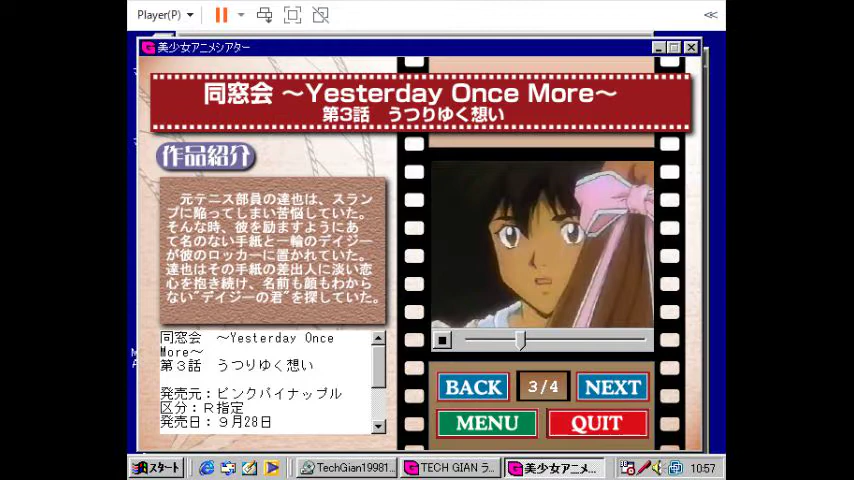 Player(P)
美少女アニメシアター
同窓会 ～Yesterday Once More～
第3話　うつりゆく想い
作品紹介
元テニス部員の達也は、スラン
プに陥ってしまい苦悩していた。
そんな時、彼を励ますようにあ
て名のない手紙と一輪のデイジー
が彼のロッカーに置かれていた。
達也はその手紙の差出人に淡い恋
心を抱き続け、名前も顔もわから
ない"デイジーの君"を探していた。
同窓会　～Yesterday Once
More～
第３話　うつりゆく想い
発売元：ピンクパイナップル
区分：Ｒ指定
発売日：９月28日
BACK
3/4
NEXT
MENU
QUIT
スタート
TechGian19981...
TECH GIAN ラ...
美少女アニメ...
10:57